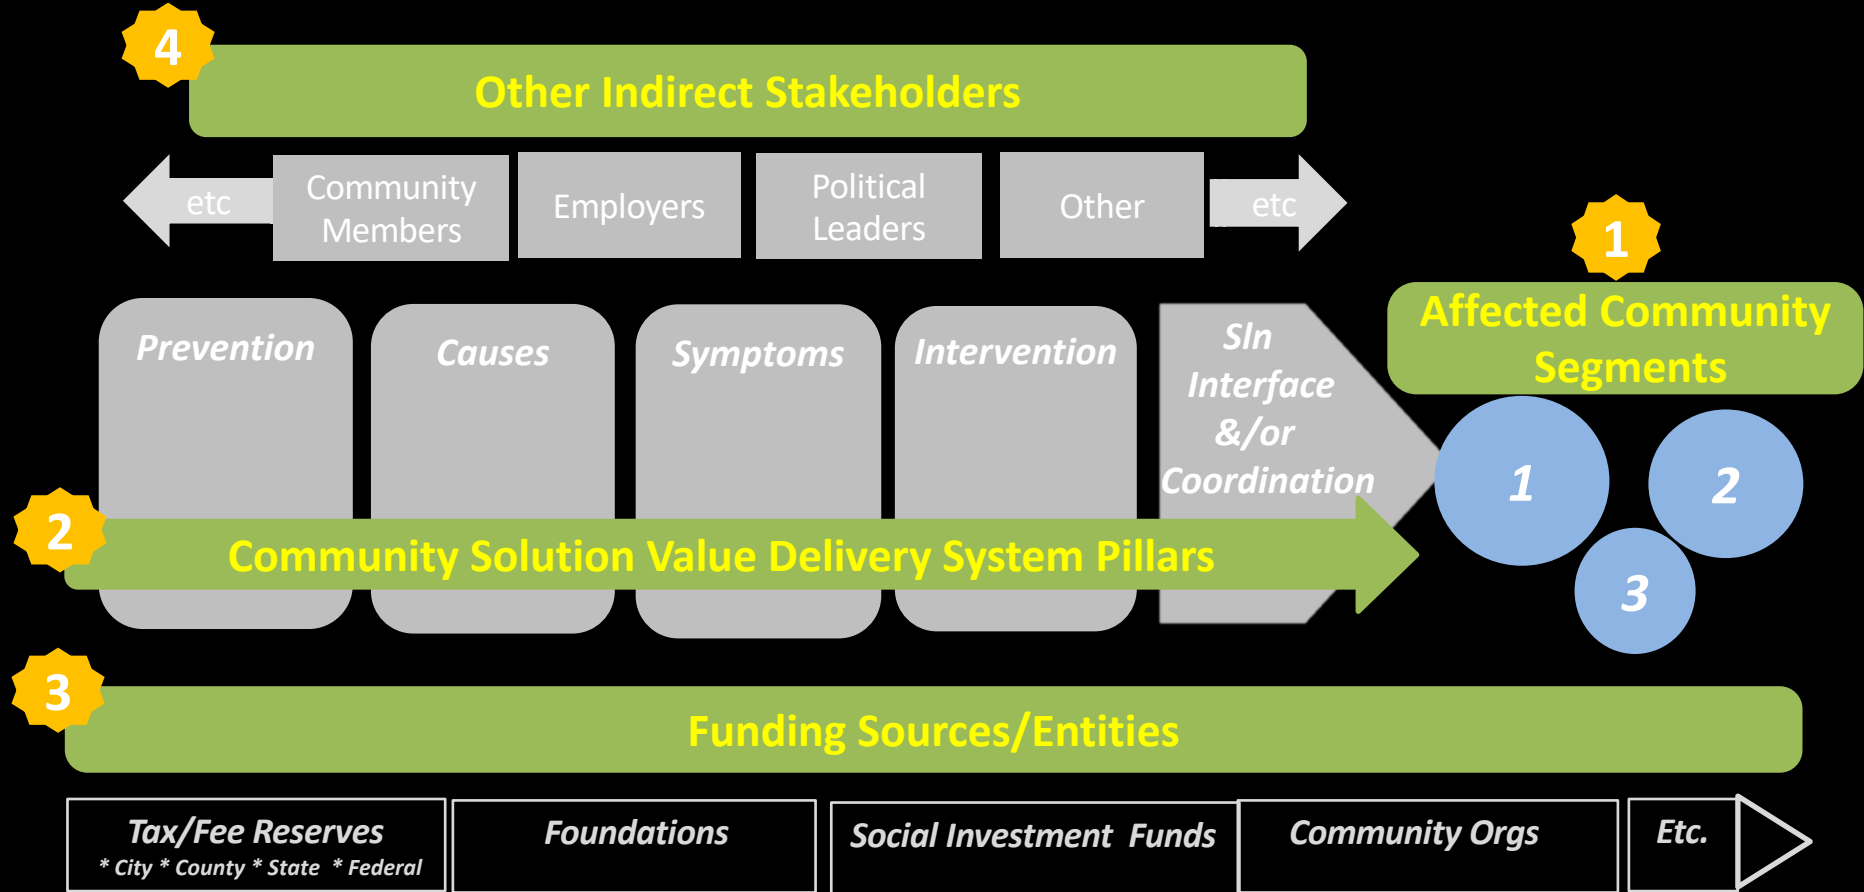 4
Other Indirect Stakeholders
etc
Community
Members
Employers
Political
Leaders
Other
etc
1
Affected Community
Segments
Prevention
Causes
Symptoms
Intervention
Sln
Interface
&/or
Coordination
1
2
3
2
Community Solution Value Delivery System Pillars
3
Funding Sources/Entities
Tax/Fee Reserves
* City * County * State * Federal
Foundations
Social Investment Funds
Community Orgs
Etc.